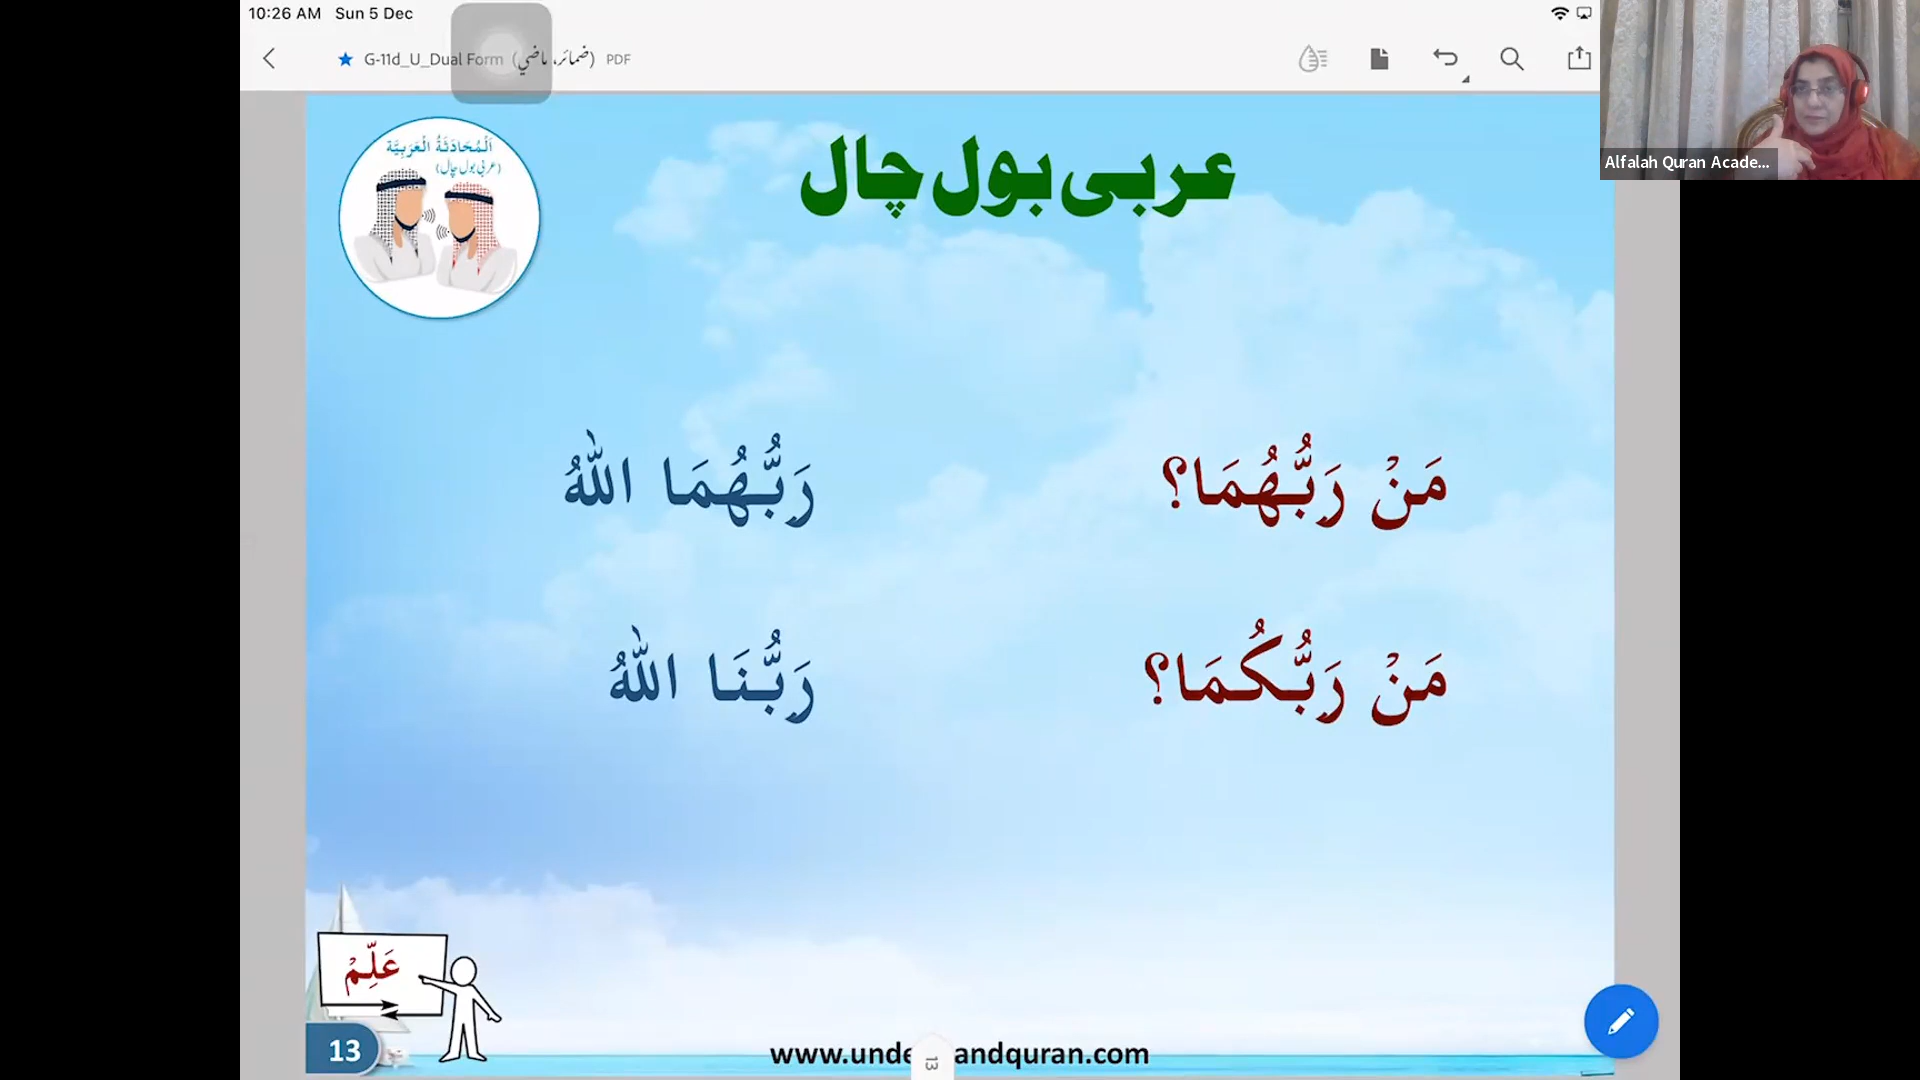 10:26 AM Sun 5 Dec
G-11d_U_Dual Form (ضمائر، ماضي) PDF
Alfalah Quran Acade...
اَلْمُحَادَثَةُ الْعَرَبِيَّة
(عربی بول چال)
عربی بول چال
مَنْ رَبُّهُمَا؟ رَبُّهُمَا اللّٰهُ
مَنْ رَبُّكُمَا؟ رَبُّنَا اللّٰهُ
عَلِّمْ
13
www.unde andquran.com
13